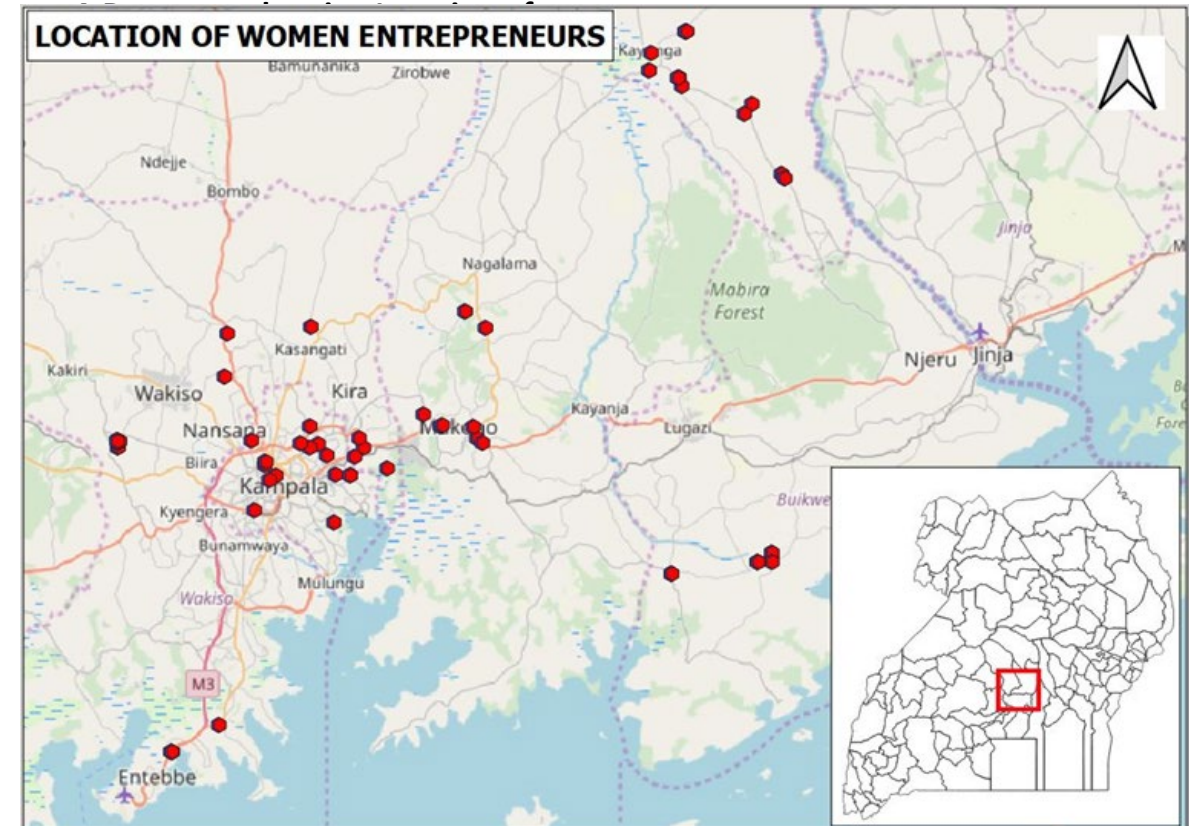 LOCATION OF WOMEN ENTREPRENEURS
Bamunanika
Zirobwe
Ndejje
Bombo
Nagalama
Mabira
Forest
Jinja
Kasangati
Kakiri
Wakiso
Kira
Njeru
Jinja
Kayanja
Lugazi
Nansana
Biira
Kampala
Kyengera
Buikwe
Bunamwaya
Mulungu
Wakiso
M3
Entebbe